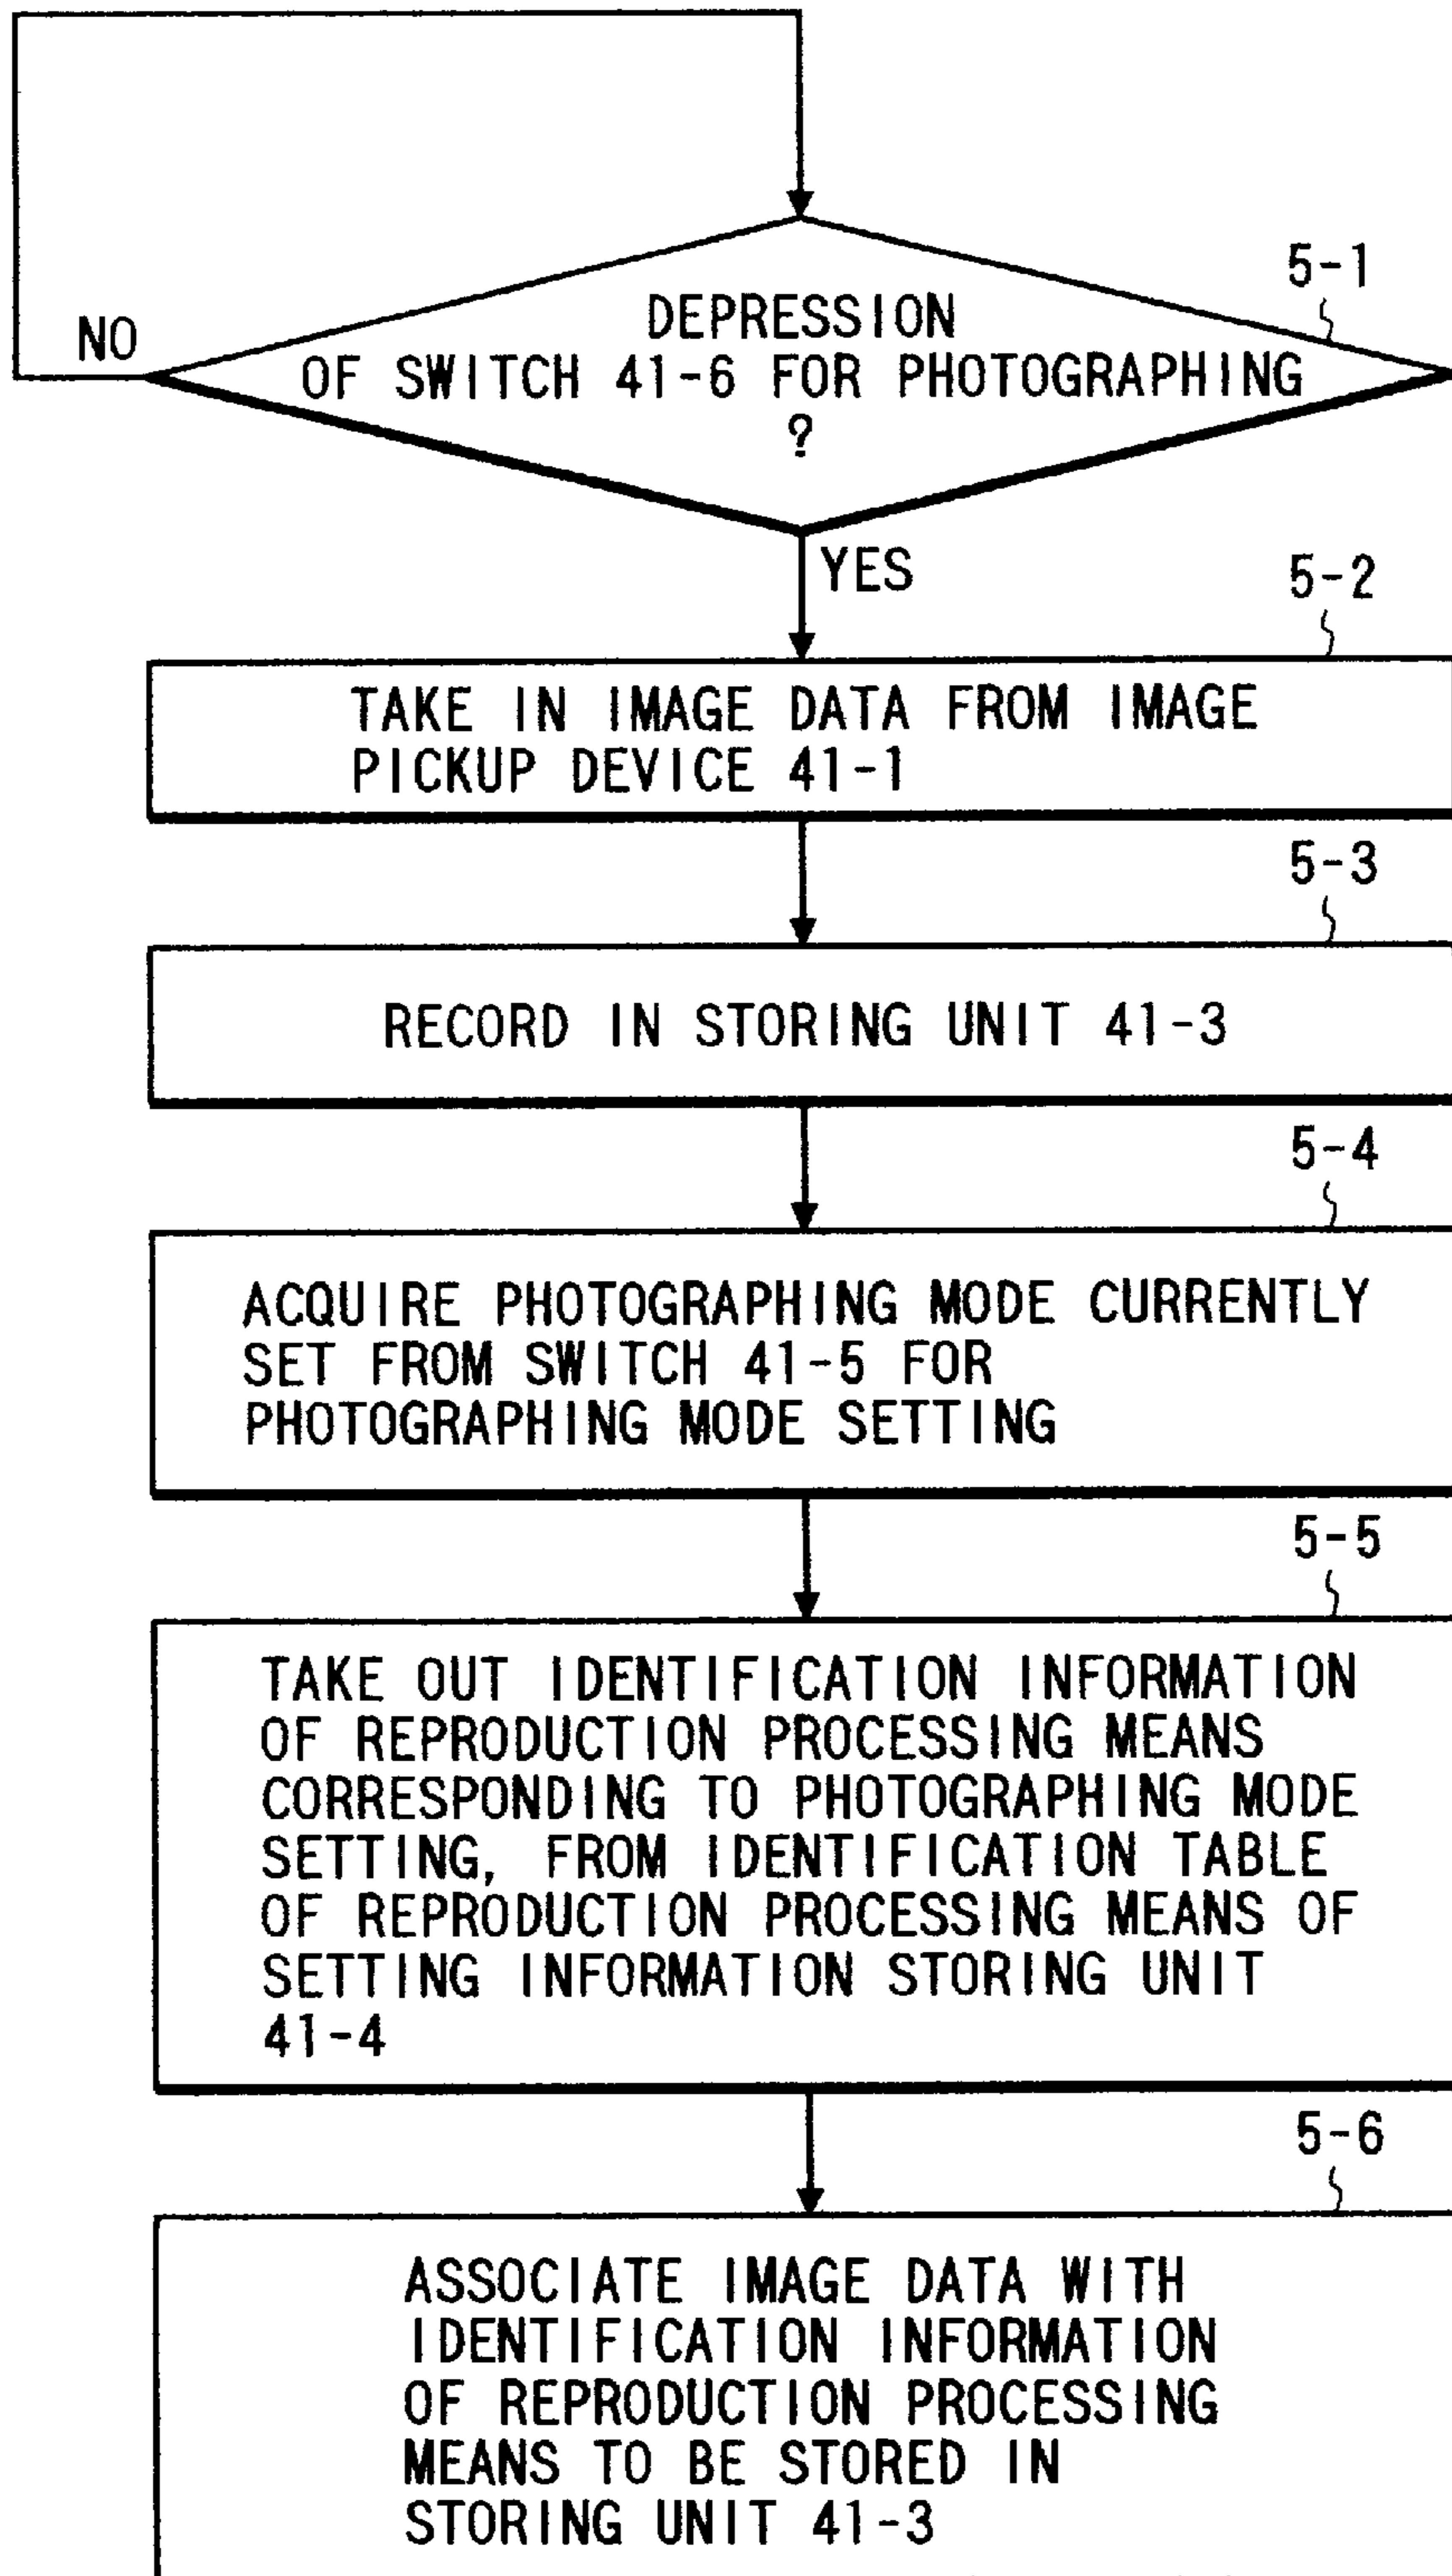 5-1
DEPRESSION
NO
OF SWITCH 41-6 FOR PHOTOGRAPHING
?
YES
5-2
TAKE IN IMAGE DATA FROM IMAGE
PICKUP DEVICE 41-1
5-3
RECORD IN STORING UNIT 41-3
5-4
ACQUIRE PHOTOGRAPHING MODE CURRENTLY
SET FROM SWITCH 41-5 FOR
PHOTOGRAPHING MODE SETTING
5-5
TAKE OUT IDENTIFICATION INFORMATION
OF REPRODUCTION PROCESSING MEANS
CORRESPONDING TO PHOTOGRAPHING MODE
SETTING, FROM IDENTIFICATION TABLE
OF REPRODUCTION PROCESSING MEANS OF
SETTING INFORMATION STORING UNIT
41-4
5-6
ASSOCIATE IMAGE DATA WITH
IDENTIFICATION INFORMATION
OF REPRODUCTION PROCESSING
MEANS TO BE STORED IN
STORING UNIT 41-3